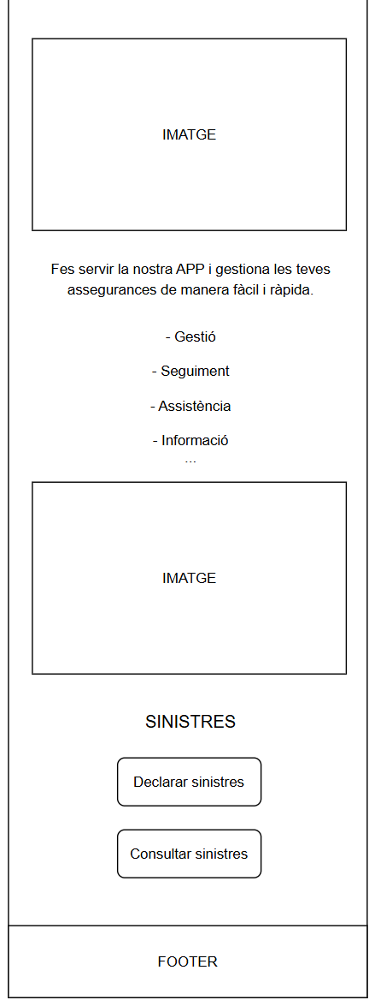 IMATGE
Fes servir la nostra APP i gestiona les teves
assegurances de manera fàcil i ràpida.
- Gestió
- Seguiment
- Assistència
- Informació
...
IMATGE
SINISTRES
Declarar sinistres
Consultar sinistres
FOOTER